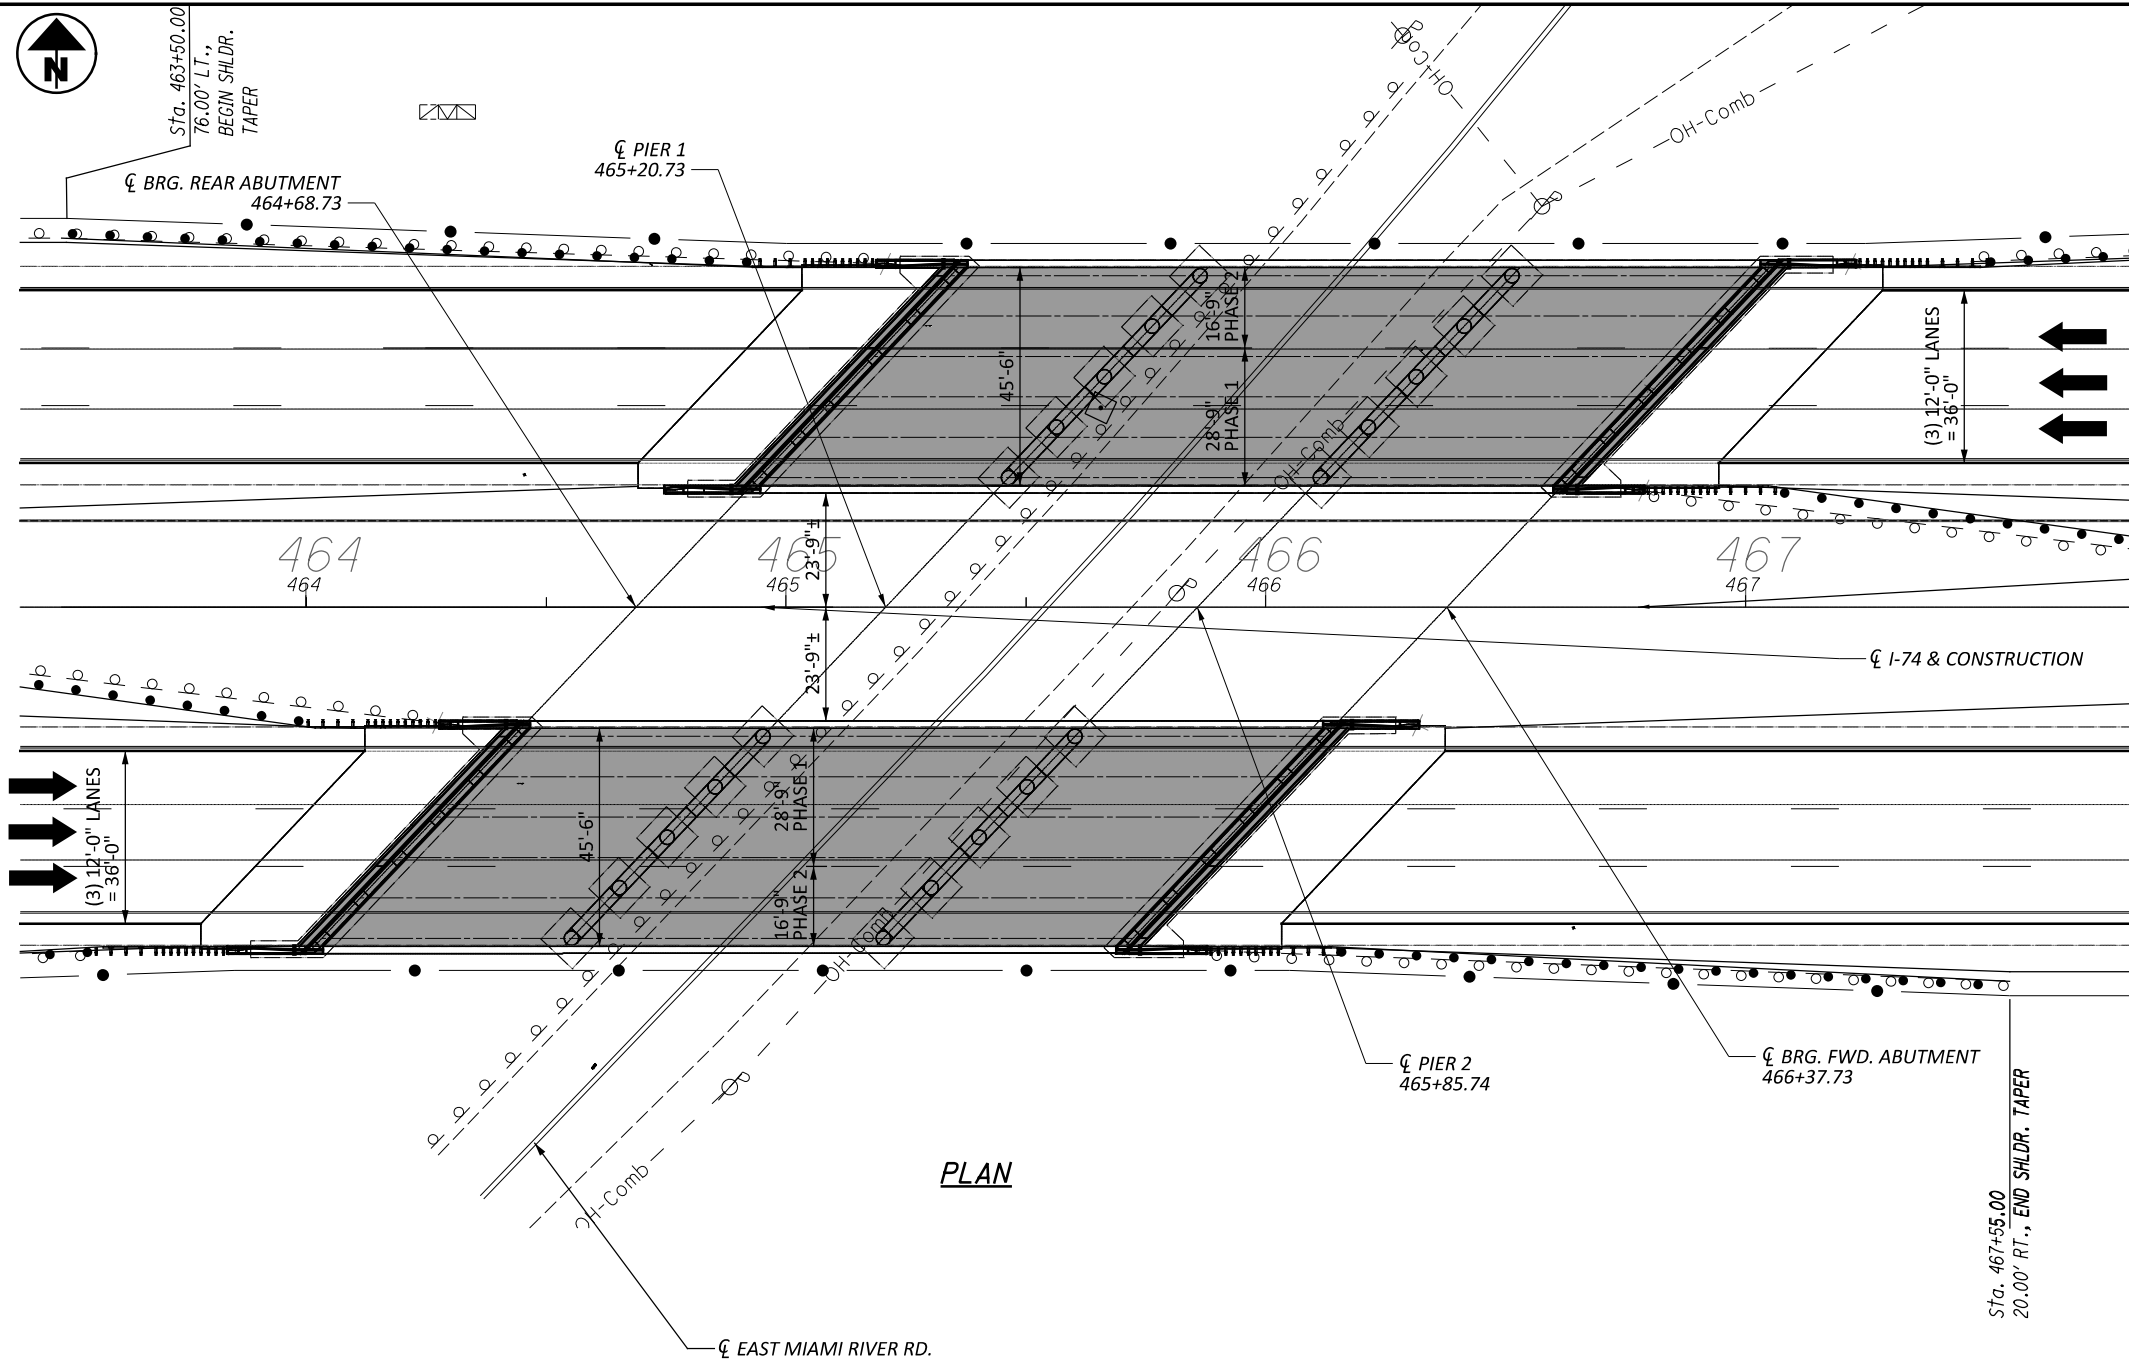 N
Sta. 463+50.00
76.00' LT.,
BEGIN SHLDR.
TAPER
℄ BRG. REAR ABUTMENT
464+68.73
℄ PIER 1
465+20.73
OH-Comb
OH-Comb
45'-6"
16'-9"
PHASE 2
28'-9"
PHASE 1
OH-Comb
(3) 12'-0" LANES
= 36'-0"
464
465
466
467
464
465
466
467
23'-9"±
23'-9"±
℄ I-74 & CONSTRUCTION
(3) 12'-0" LANES
= 36'-0"
45'-6"
28'-9"
PHASE 1
16'-9"
PHASE 2
OH-Comb
℄ PIER 2
465+85.74
℄ BRG. FWD. ABUTMENT
466+37.73
OH-Comb
PLAN
Sta. 467+55.00
20.00' RT., END SHLDR. TAPER
℄ EAST MIAMI RIVER RD.